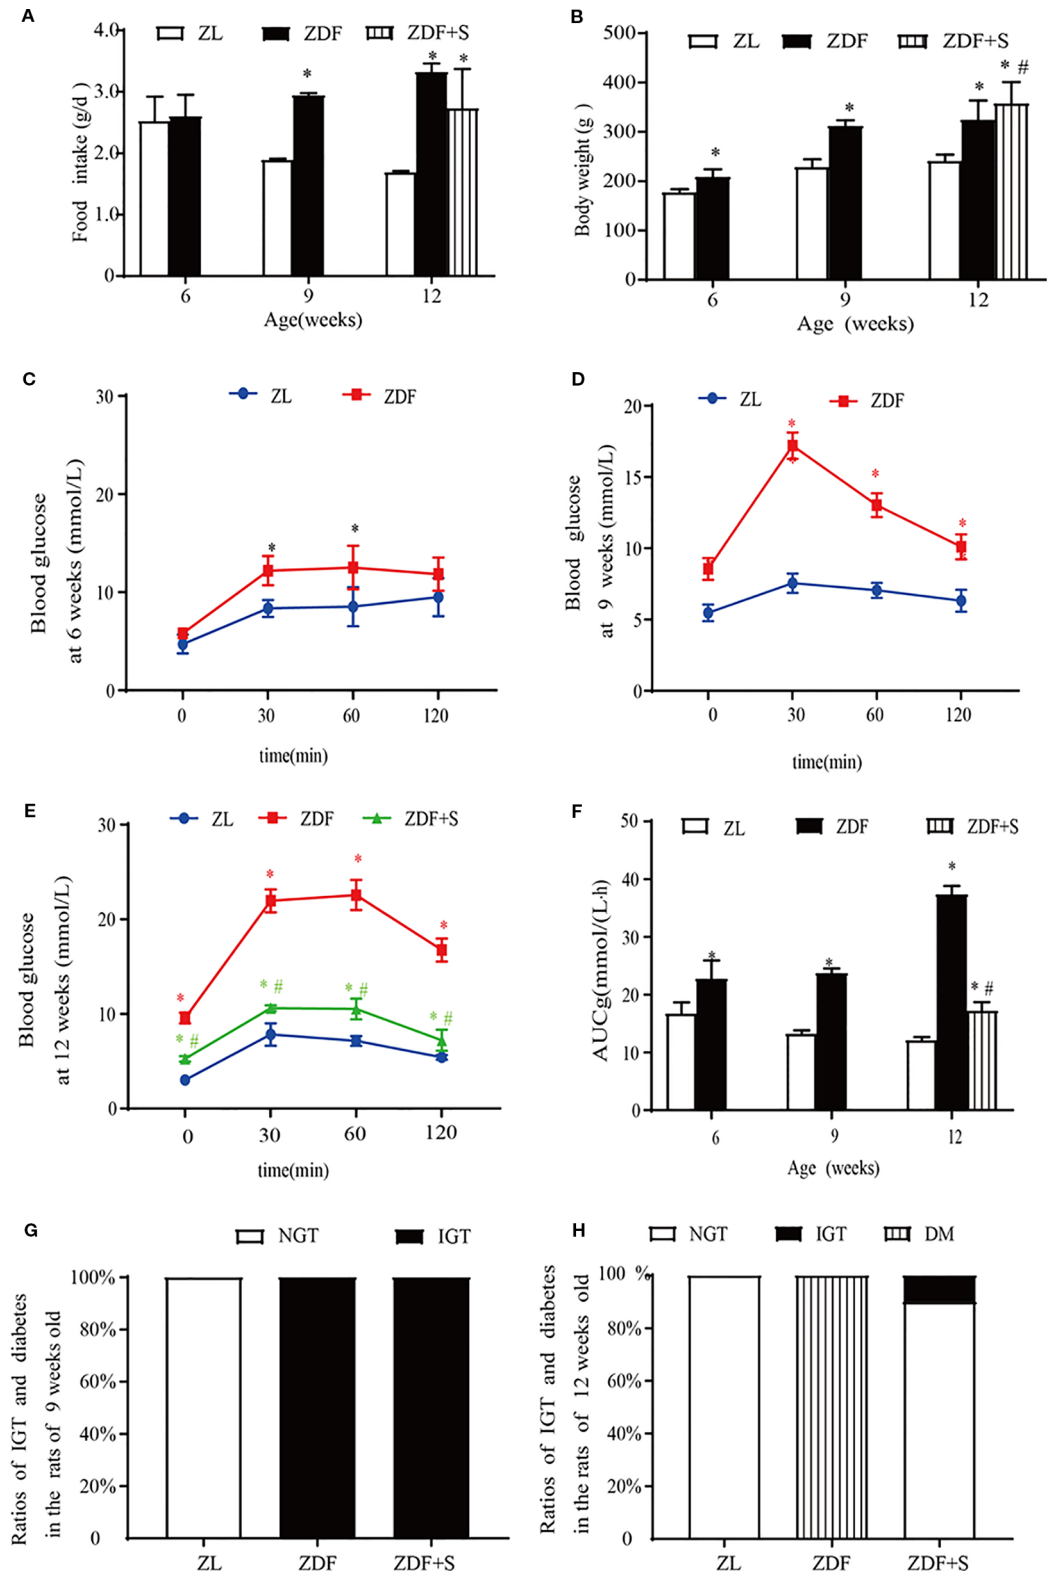 A
ZL ZDF ZDF+S
Food intake (g/d )
4.0
3.0
2.0
1.0
0
* * *
6 9 12
Age(weeks)
B
ZL ZDF ZDF+S
Body weight (g )
500
400
300
200
100
0
* * * * #
6 9 12
Age (weeks)
C
ZL ZDF
Blood glucose
at 6 weeks (mmol/L)
30
20
10
0
* *
0 30 60 120
time(min)
D
ZL ZDF
Blood glucose
at 9 weeks (mmol/L)
20
15
10
5
0
* * *
0 30 60 120
time(min)
E
ZL ZDF ZDF+S
Blood glucose
at 12 weeks (mmol/L)
30
20
10
0
* * * *
* # * # * # * #
0 30 60 120
time(min)
F
ZL ZDF ZDF+S
AUCg(mmol/(L·h)
50
40
30
20
10
0
* * * * #
6 9 12
Age (weeks)
G
NGT IGT
Ratios of IGT and diabetes
in the rats of 9 weeks old
100%
80%
60%
40%
20%
0
ZL ZDF ZDF+S
H
NGT IGT DM
Ratios of IGT and diabetes
in the rats of 12 weeks old
100 %
80%
60%
40%
20%
0
ZL ZDF ZDF+S